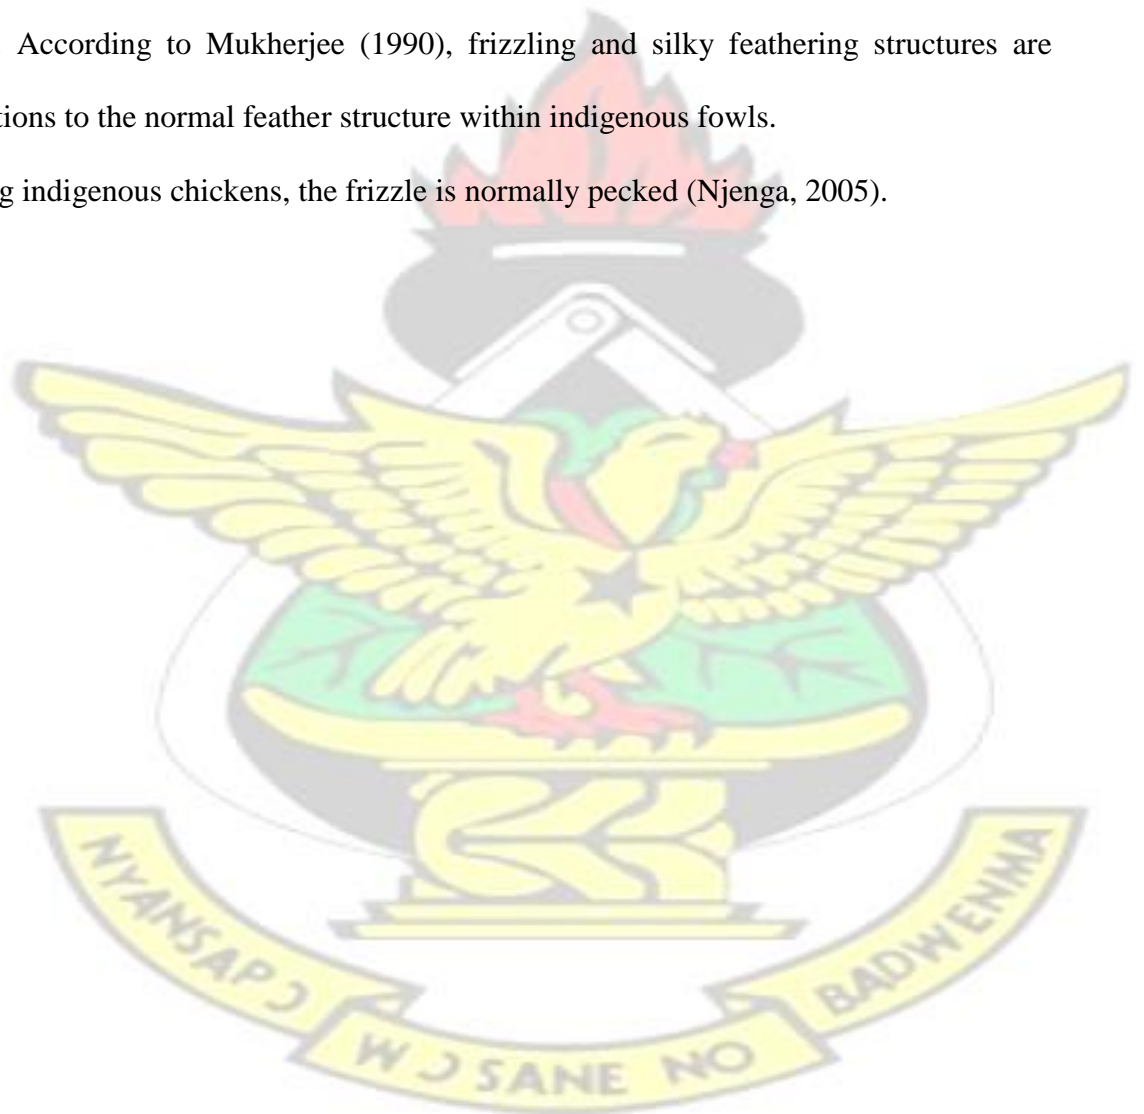 According to Mukherjee (1990), frizzling and silky feathering structures are
tions to the normal feather structure within indigenous fowls.
g indigenous chickens, the frizzle is normally pecked (Njenga, 2005).
NYANSAPƆ
WƆSANE NO
BADWENMA